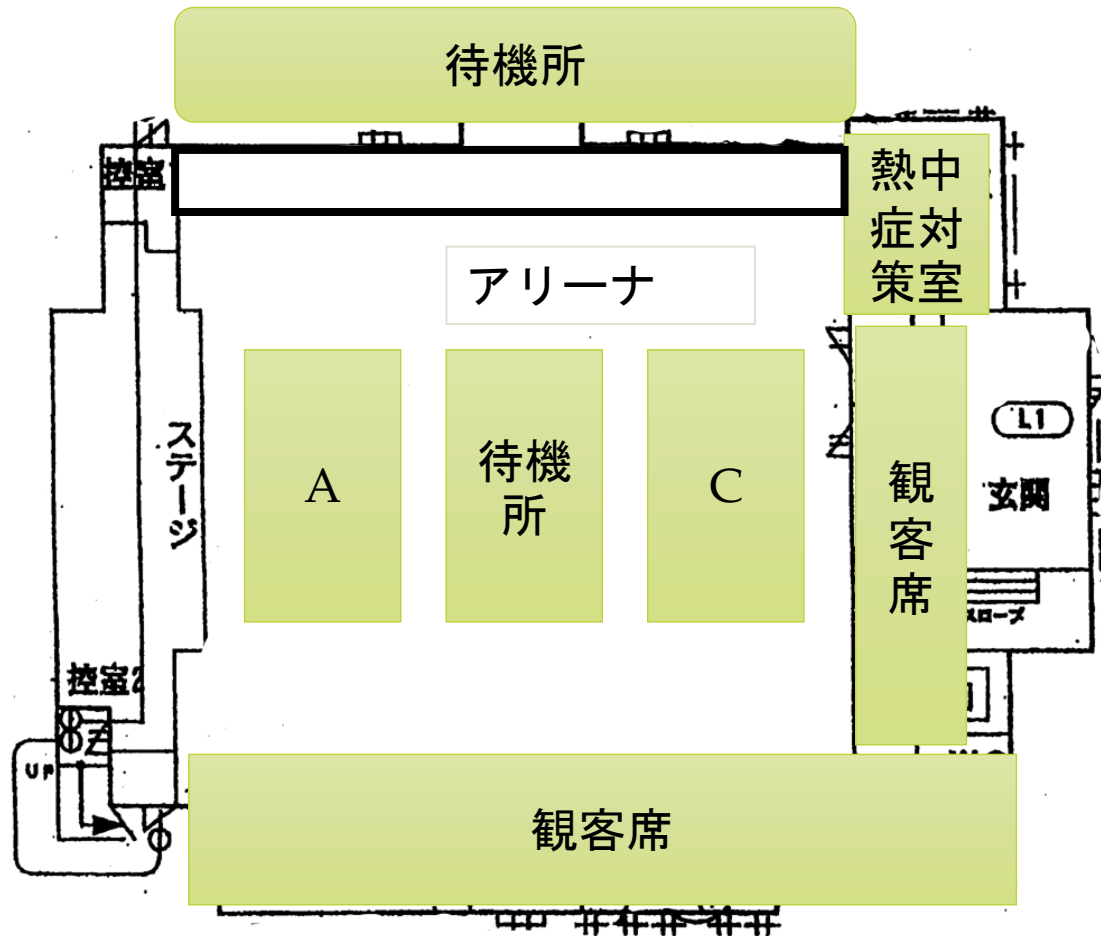 待機所
控室
熱中
症対
策室
アリーナ
A
待機
所
C
ステージ
観
客
席
L1
玄関
スロープ
控室2
UP
観客席